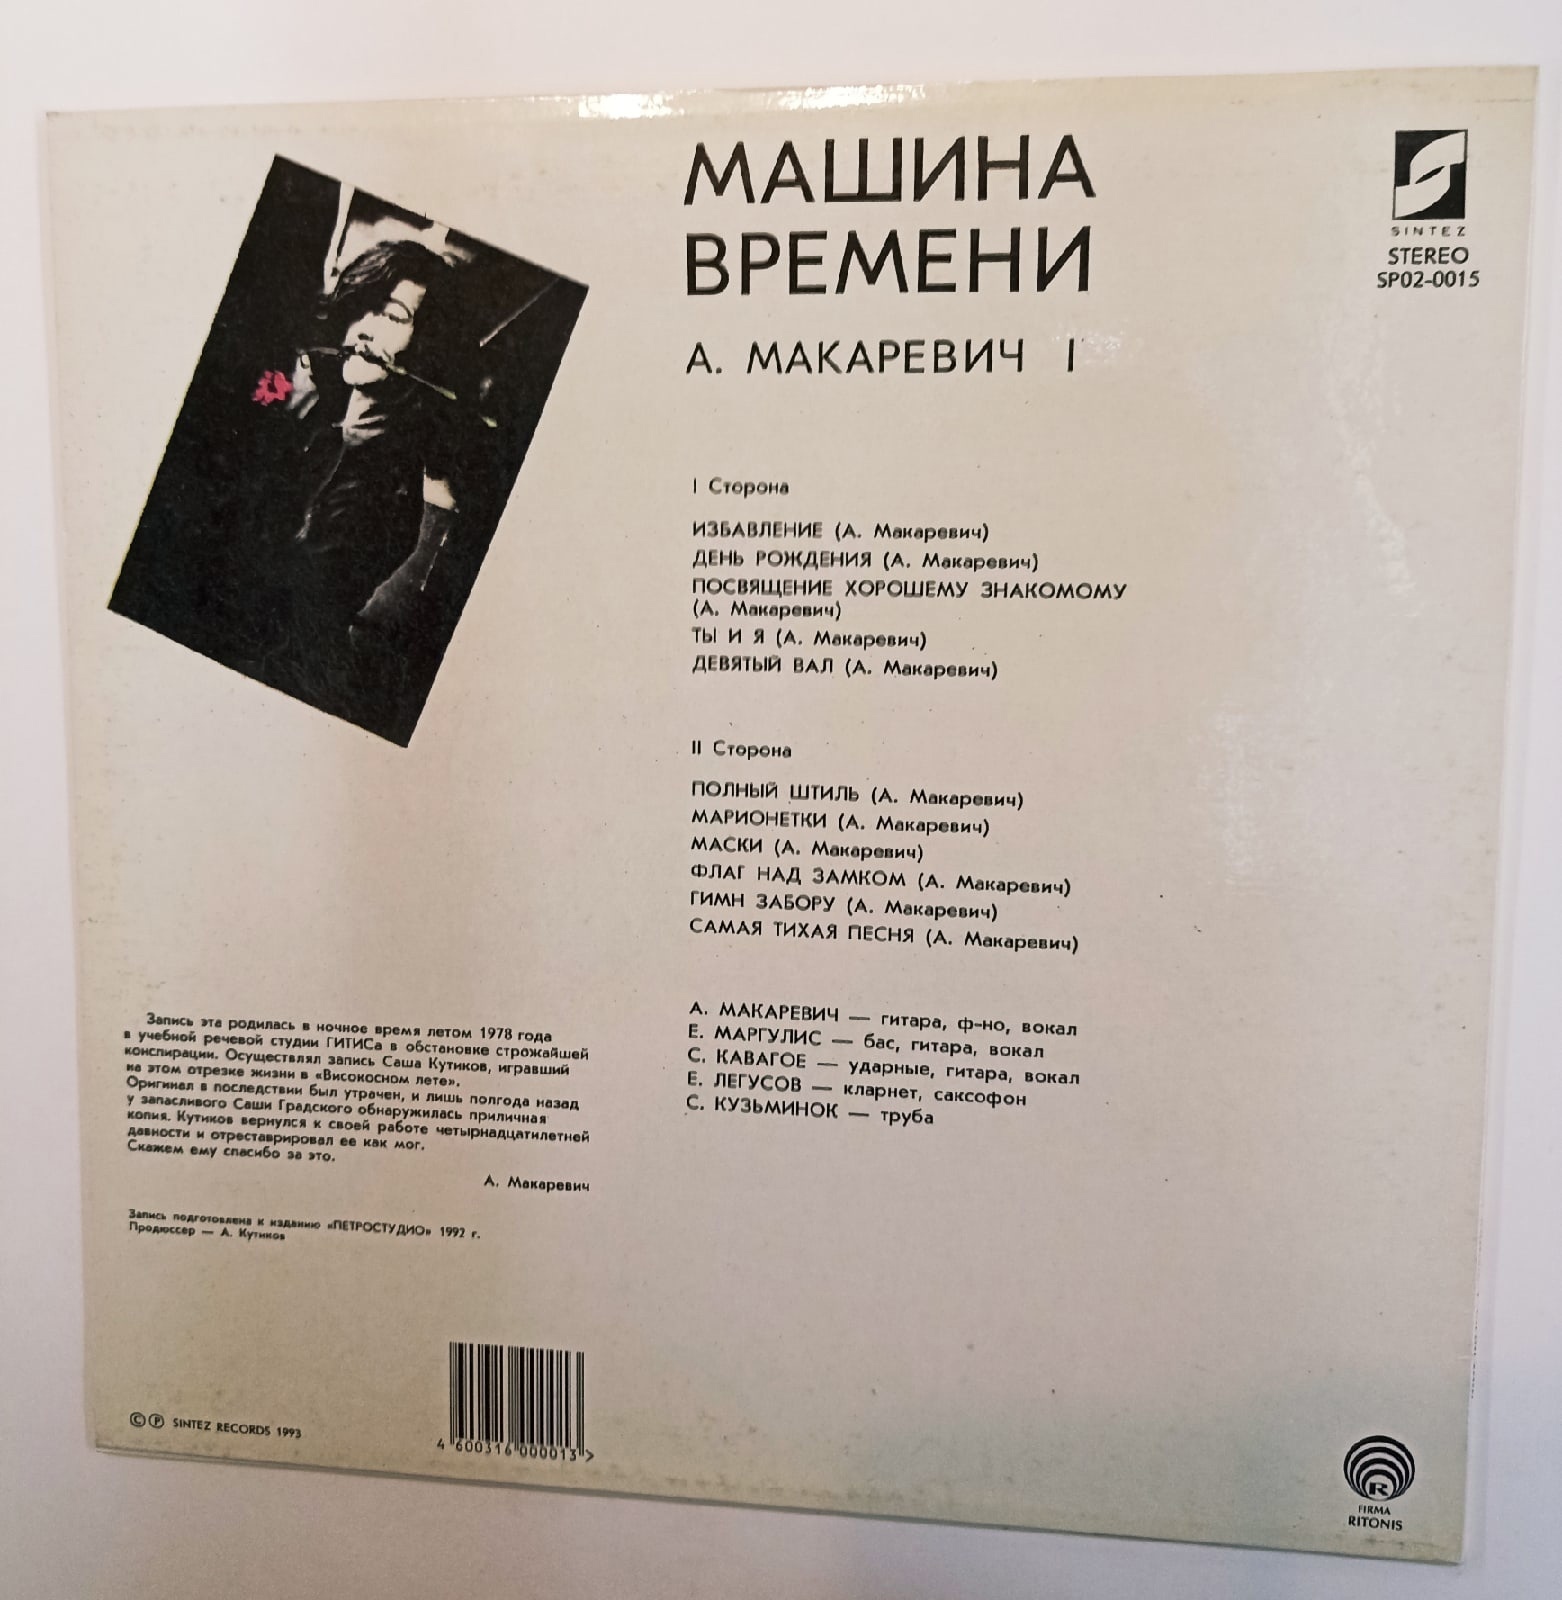 МАШИНА
ВРЕМЕНИ
А. МАКАРЕВИЧ I
SINTEZ
STEREO
SP02-0015
I Сторона
ИЗБАВЛЕНИЕ (А. Макаревич)
ДЕНЬ РОЖДЕНИЯ (А. Макаревич)
ПОСВЯЩЕНИЕ ХОРОШЕМУ ЗНАКОМОМУ
(А. Макаревич)
ТЫ И Я (А. Макаревич)
ДЕВЯТЫЙ ВАЛ (А. Макаревич)
II Сторона
ПОЛНЫЙ ШТИЛЬ (А. Макаревич)
МАРИОНЕТКИ (А. Макаревич)
МАСКИ (А. Макаревич)
ФЛАГ НАД ЗАМКОМ (А. Макаревич)
ГИМН ЗАБОРУ (А. Макаревич)
САМАЯ ТИХАЯ ПЕСНЯ (А. Макаревич)
А. МАКАРЕВИЧ — гитара, ф-но, вокал
Е. МАРГУЛИС — бас, гитара, вокал
С. КАВАГОЕ — ударные, гитара, вокал
Е. ЛЕГУСОВ — кларнет, саксофон
С. КУЗЬМИНОК — труба
Запись эта родилась в ночное время летом 1978 года
в учебной речевой студии ГИТИСа в обстановке строжайшей
конспирации. Осуществлял запись Саша Кутиков, игравший
на этом отрезке жизни в «Високосном лете».
Оригинал в последствии был утрачен, и лишь полгода назад
у запасливого Саши Градского обнаружилась приличная
копия. Кутиков вернулся к своей работе четырнадцатилетней
давности и отреставрировал ее как мог.
Скажем ему спасибо за это.
А. Макаревич
Запись подготовлена к изданию «ПЕТРОСТУДИО» 1992 г.
Продюссер — А. Кутиков
© ℗ SINTEZ RECORDS 1993
4 600316 000013 >
R
FIRMA
RITONIS